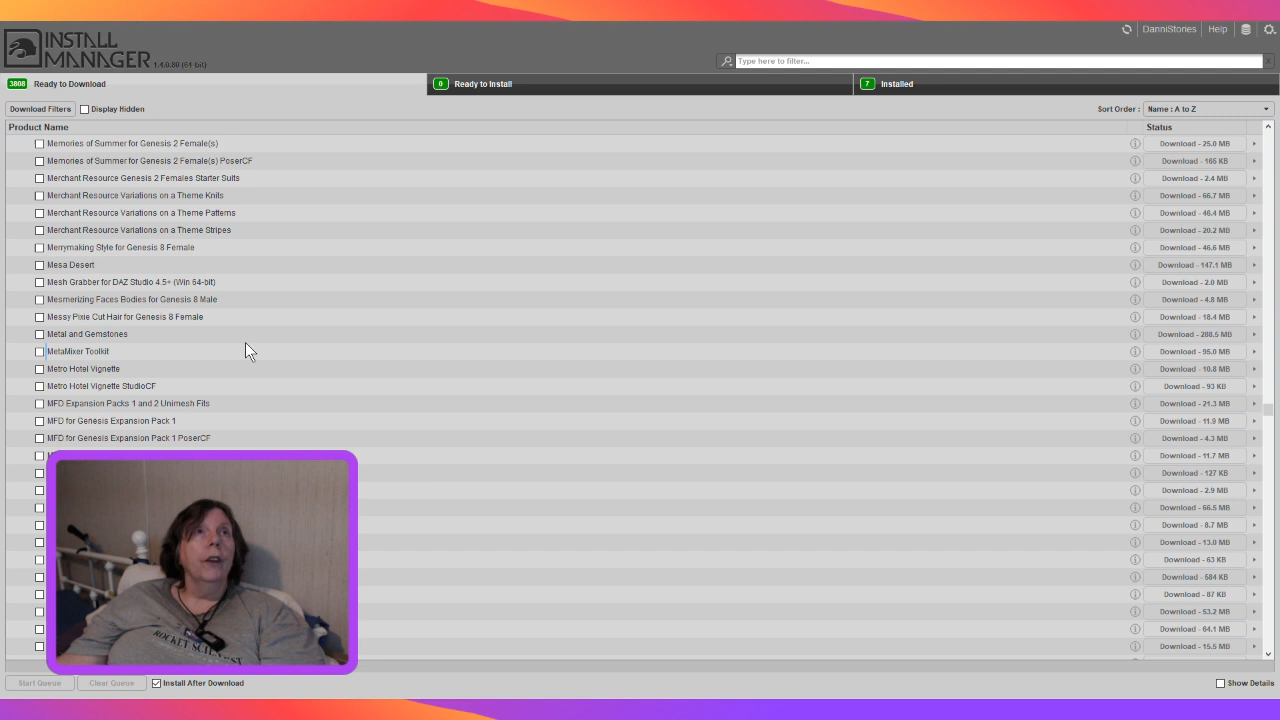 DanniStories Help
INSTALL
MANAGER 1.4.0.80 (64-bit)
Type here to filter...
3808 Ready to Download
0 Ready to Install
7 Installed
Download Filters Display Hidden Sort Order : Name : A to Z
Product Name Status
Memories of Summer for Genesis 2 Female(s) Download - 25.0 MB
Memories of Summer for Genesis 2 Female(s) PoserCF Download - 165 KB
Merchant Resource Genesis 2 Females Starter Suits Download - 2.4 MB
Merchant Resource Variations on a Theme Knits Download - 66.7 MB
Merchant Resource Variations on a Theme Patterns Download - 46.4 MB
Merchant Resource Variations on a Theme Stripes Download - 20.2 MB
Merrymaking Style for Genesis 8 Female Download - 46.6 MB
Mesa Desert Download - 147.1 MB
Mesh Grabber for DAZ Studio 4.5+ (Win 64-bit) Download - 2.0 MB
Mesmerizing Faces Bodies for Genesis 8 Male Download - 4.8 MB
Messy Pixie Cut Hair for Genesis 8 Female Download - 18.4 MB
Metal and Gemstones Download - 288.5 MB
MetaMixer Toolkit Download - 95.0 MB
Metro Hotel Vignette Download - 10.8 MB
Metro Hotel Vignette StudioCF Download - 93 KB
MFD Expansion Packs 1 and 2 Unimesh Fits Download - 21.3 MB
MFD for Genesis Expansion Pack 1 Download - 11.9 MB
MFD for Genesis Expansion Pack 1 PoserCF Download - 4.3 MB
Download - 11.7 MB
Download - 127 KB
Download - 2.9 MB
Download - 66.5 MB
Download - 8.7 MB
Download - 13.0 MB
Download - 63 KB
Download - 584 KB
Download - 87 KB
Download - 53.2 MB
Download - 64.1 MB
Download - 15.5 MB
ROCKET SCIENTIST
Start Queue Clear Queue Install After Download Show Details